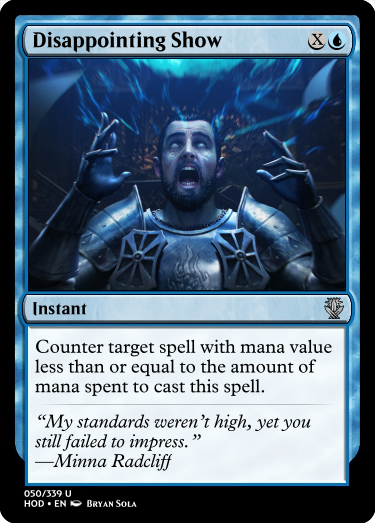 Disappointing Show X
Instant
Counter target spell with mana value
less than or equal to the amount of
mana spent to cast this spell.
“My standards weren’t high, yet you
still failed to impress.”
—Minna Radcliff
050/339 U
HOD • EN Bryan Sola